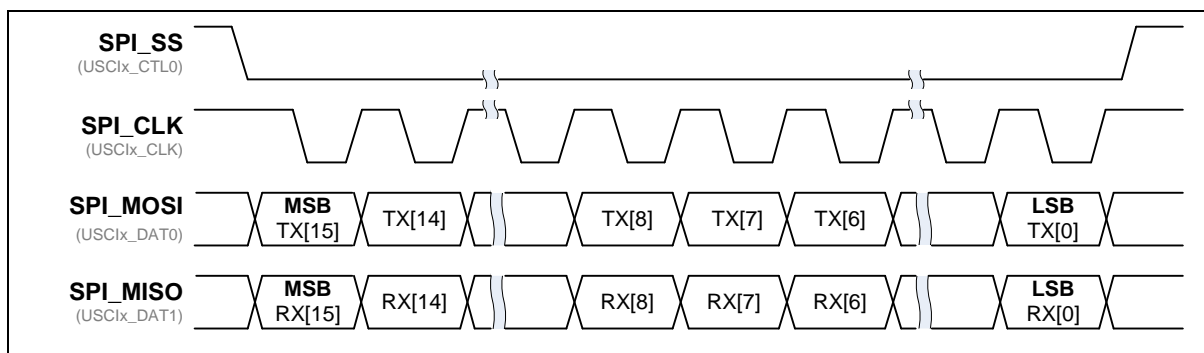 SPI_SS
(USCIx_CTL0)
SPI_CLK
(USCIx_CLK)
SPI_MOSI
(USCIx_DAT0)
MSB
TX[15]
TX[14]
TX[8]
TX[7]
TX[6]
LSB
TX[0]
SPI_MISO
(USCIx_DAT1)
MSB
RX[15]
RX[14]
RX[8]
RX[7]
RX[6]
LSB
RX[0]